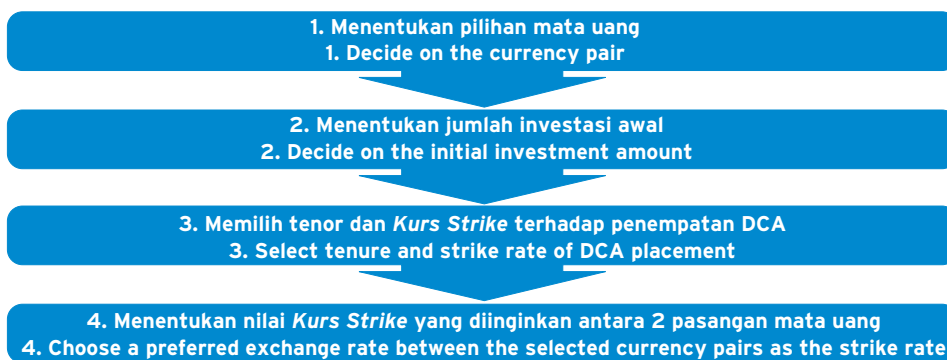 1. Menentukan pilihan mata uang
1. Decide on the currency pair
2. Menentukan jumlah investasi awal
2. Decide on the initial investment amount
3. Memilih tenor dan Kurs Strike terhadap penempatan DCA
3. Select tenure and strike rate of DCA placement
4. Menentukan nilai Kurs Strike yang diinginkan antara 2 pasangan mata uang
4. Choose a preferred exchange rate between the selected currency pairs as the strike rate